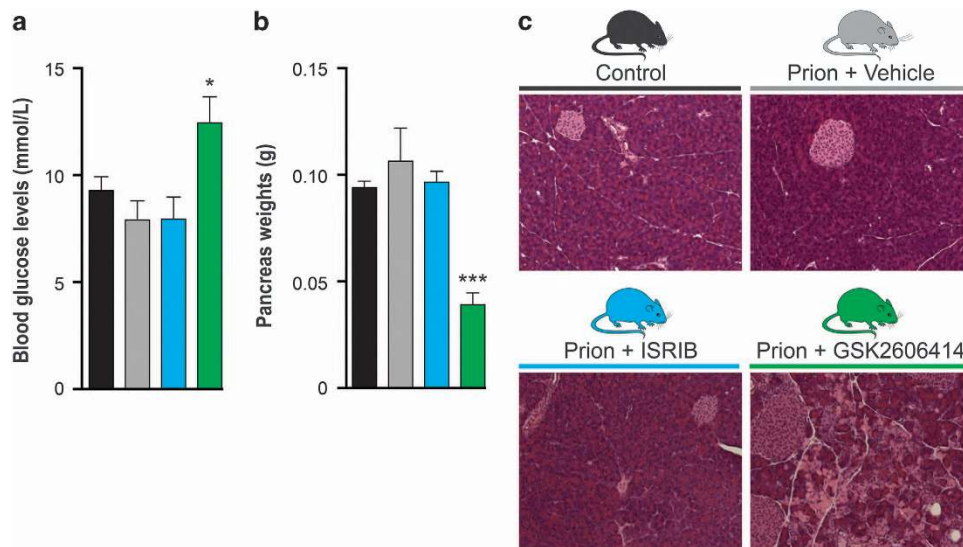 a
Blood glucose levels (mmol/L)
15
10
5
0
*
b
Pancreas weights (g)
0.15
0.10
0.05
0
***
c
Control
Prion + Vehicle
Prion + ISRIB
Prion + GSK2606414